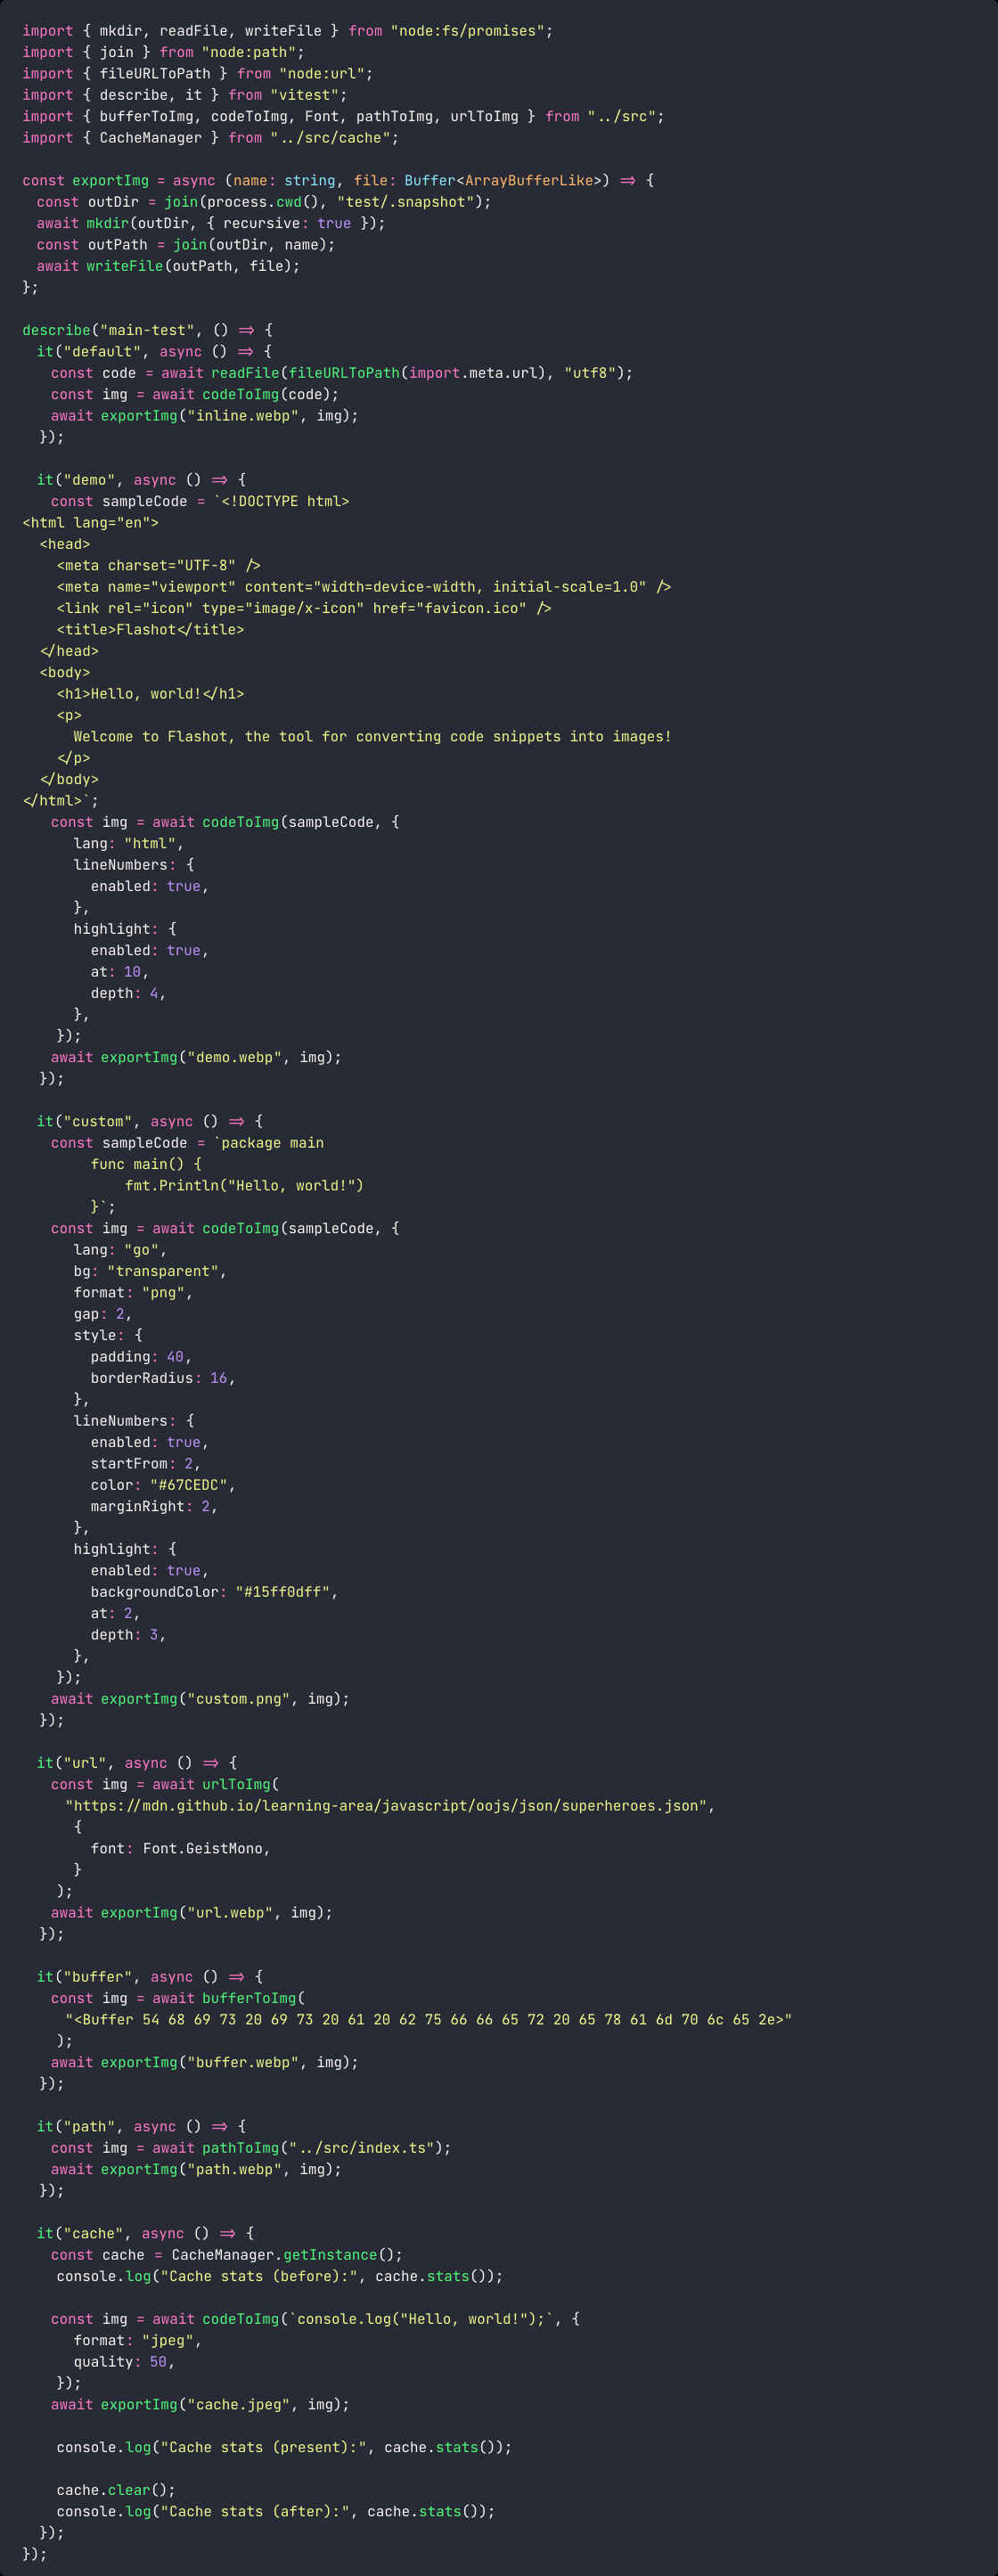 import { mkdir, readFile, writeFile } from "node:fs/promises";
import { join } from "node:path";
import { fileURLToPath } from "node:url";
import { describe, it } from "vitest";
import { bufferToImg, codeToImg, Font, pathToImg, urlToImg } from "../src";
import { CacheManager } from "../src/cache";

const exportImg = async (name: string, file: Buffer<ArrayBufferLike>) => {
  const outDir = join(process.cwd(), "test/.snapshot");
  await mkdir(outDir, { recursive: true });
  const outPath = join(outDir, name);
  await writeFile(outPath, file);
};

describe("main-test", () => {
  it("default", async () => {
    const code = await readFile(fileURLToPath(import.meta.url), "utf8");
    const img = await codeToImg(code);
    await exportImg("inline.webp", img);
  });

  it("demo", async () => {
    const sampleCode = `<!DOCTYPE html>
<html lang="en">
  <head>
    <meta charset="UTF-8" />
    <meta name="viewport" content="width=device-width, initial-scale=1.0" />
    <link rel="icon" type="image/x-icon" href="favicon.ico" />
    <title>Flashot</title>
  </head>
  <body>
    <h1>Hello, world!</h1>
    <p>
      Welcome to Flashot, the tool for converting code snippets into images!
    </p>
  </body>
</html>`;
    const img = await codeToImg(sampleCode, {
      lang: "html",
      lineNumbers: {
        enabled: true,
      },
      highlight: {
        enabled: true,
        at: 10,
        depth: 4,
      },
    });
    await exportImg("demo.webp", img);
  });

  it("custom", async () => {
    const sampleCode = `package main
        func main() {
            fmt.Println("Hello, world!")
        }`;
    const img = await codeToImg(sampleCode, {
      lang: "go",
      bg: "transparent",
      format: "png",
      gap: 2,
      style: {
        padding: 40,
        borderRadius: 16,
      },
      lineNumbers: {
        enabled: true,
        startFrom: 2,
        color: "#67CEDC",
        marginRight: 2,
      },
      highlight: {
        enabled: true,
        backgroundColor: "#15ff0dff",
        at: 2,
        depth: 3,
      },
    });
    await exportImg("custom.png", img);
  });

  it("url", async () => {
    const img = await urlToImg(
      "https://mdn.github.io/learning-area/javascript/oojs/json/superheroes.json",
      {
        font: Font.GeistMono,
      }
    );
    await exportImg("url.webp", img);
  });

  it("buffer", async () => {
    const img = await bufferToImg(
      "<Buffer 54 68 69 73 20 69 73 20 61 20 62 75 66 66 65 72 20 65 78 61 6d 70 6c 65 2e>"
    );
    await exportImg("buffer.webp", img);
  });

  it("path", async () => {
    const img = await pathToImg("../src/index.ts");
    await exportImg("path.webp", img);
  });

  it("cache", async () => {
    const cache = CacheManager.getInstance();
    console.log("Cache stats (before):", cache.stats());

    const img = await codeToImg(`console.log("Hello, world!");`, {
      format: "jpeg",
      quality: 50,
    });
    await exportImg("cache.jpeg", img);

    console.log("Cache stats (present):", cache.stats());

    cache.clear();
    console.log("Cache stats (after):", cache.stats());
  });
});